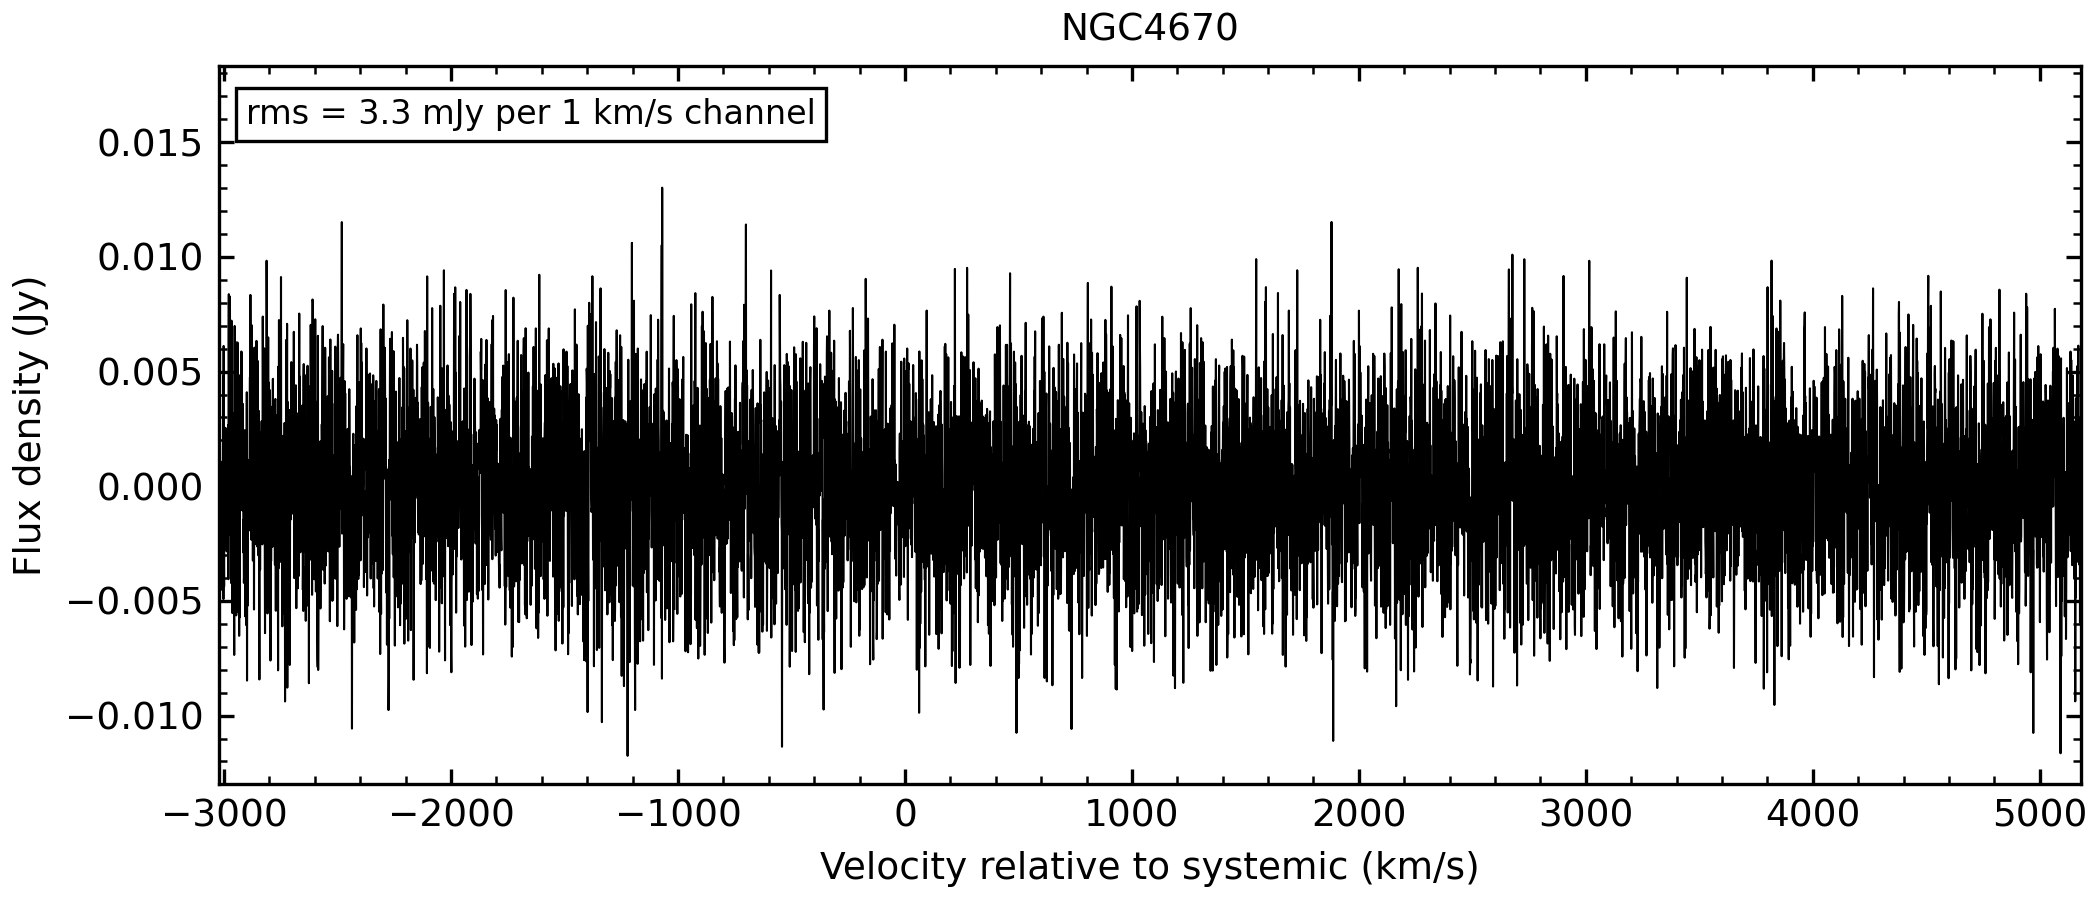 NGC4670
rms = 3.3 mJy per 1 km/s channel
0.015
0.010
0.005
0.000
−0.005
−0.010
Flux density (Jy)
−3000 −2000 −1000 0 1000 2000 3000 4000 5000
Velocity relative to systemic (km/s)